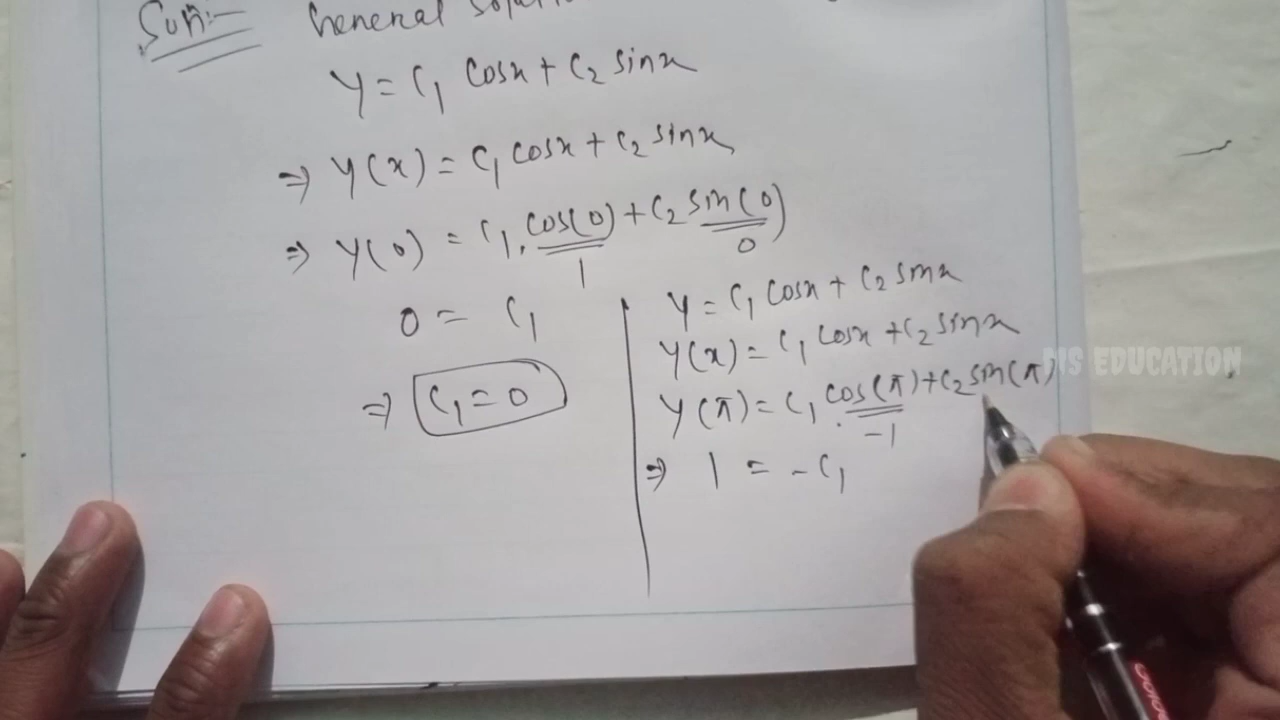 Soln:- General
y = C1 cosx + C2 sinx
⇒ y(x) = C1 cosx + C2 sinx
⇒ y(0) = C1. cos(0) + C2 sin(0)
1 0
0 = C1
⇒ C1 = 0
y = C1 cosx + C2 sinx
y(x) = C1 cosx + C2 sinx
y(π) = C1. cos(π) + C2 sin(π)
-1
⇒ 1 = -C1
MS EDUCATION